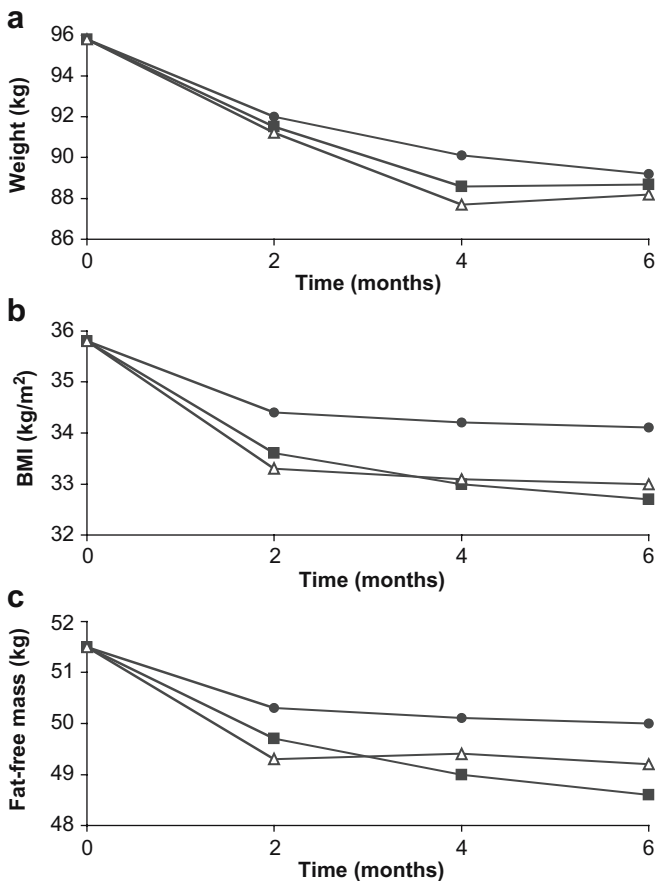 a
96
94
92
90
88
86
Weight (kg)
0 2 4 6
Time (months)
b
36
35
34
33
32
BMI (kg/m²)
0 2 4 6
Time (months)
c
52
51
50
49
48
Fat-free mass (kg)
0 2 4 6
Time (months)